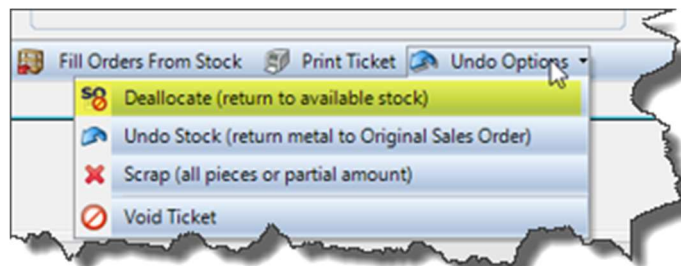 Fill Orders From Stock Print Ticket Undo Options
SO Deallocate (return to available stock)
Undo Stock (return metal to Original Sales Order)
Scrap (all pieces or partial amount)
Void Ticket